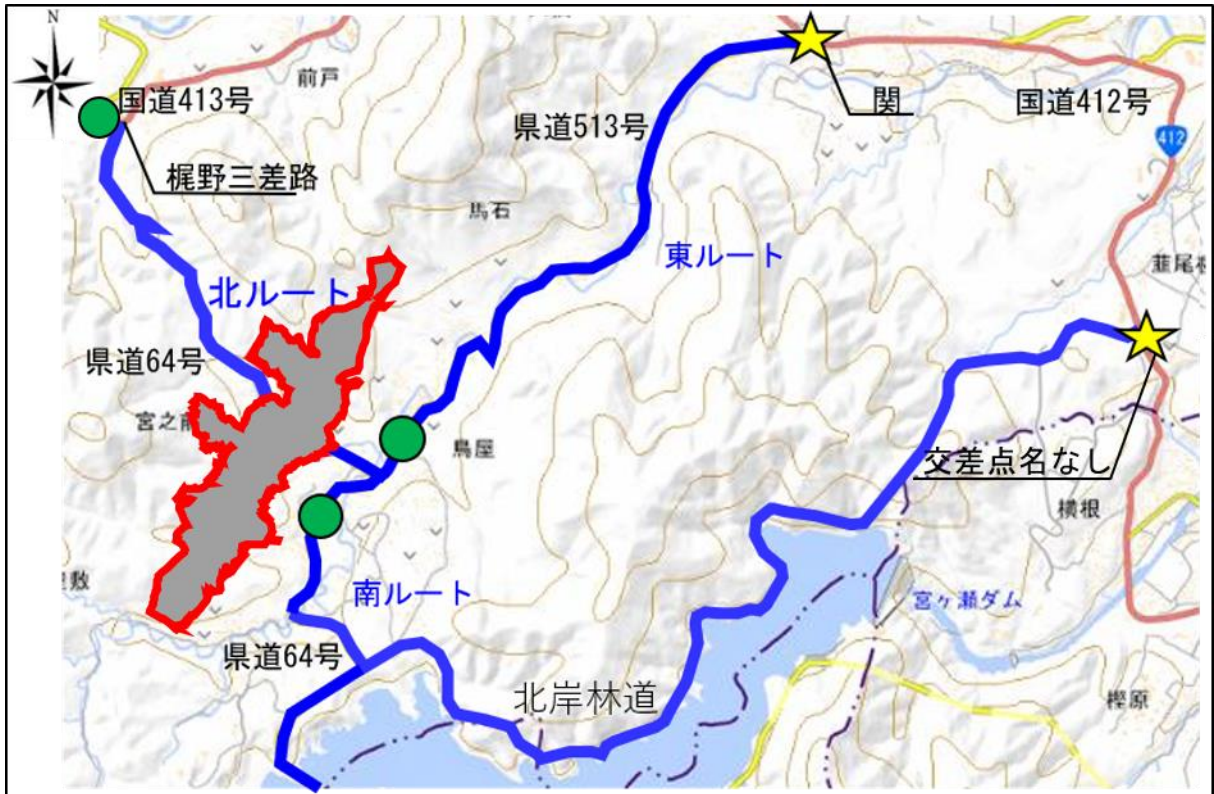 N
国道413号
前戸
梶野三差路
関
県道513号
国道412号
412
馬石
東ルート
韮尾根
北ルート
県道64号
宮之前
鳥屋
交差点名なし
横根
南ルート
宮ヶ瀬ダム
県道64号
北岸林道
樫原